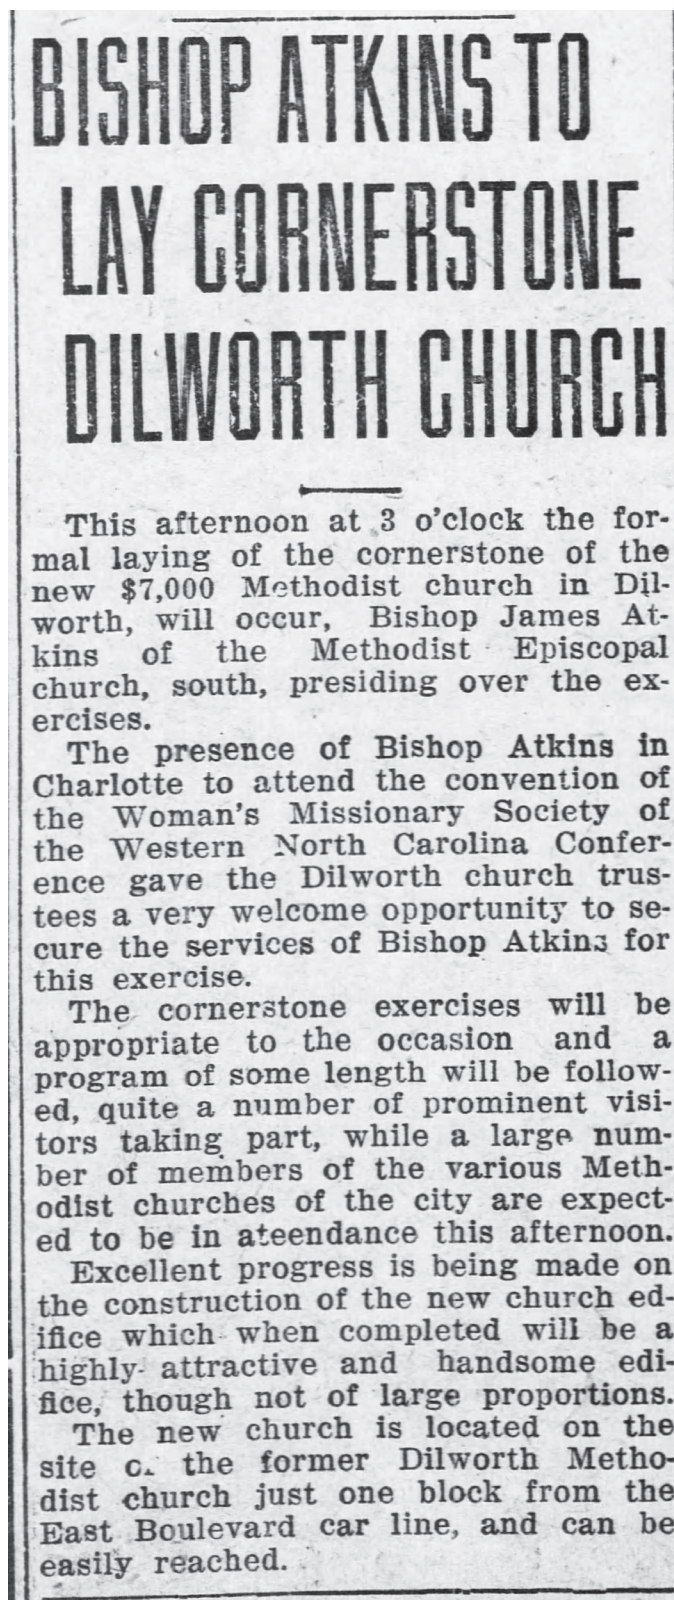 BISHOP ATKINS TO
LAY CORNERSTONE
DILWORTH CHURCH
This afternoon at 3 o'clock the for-
mal laying of the cornerstone of the
new $7,000 Methodist church in Dil-
worth, will occur, Bishop James At-
kins of the Methodist Episcopal
church, south, presiding over the ex-
ercises.
The presence of Bishop Atkins in
Charlotte to attend the convention of
the Woman's Missionary Society of
the Western North Carolina Confer-
ence gave the Dilworth church trus-
tees a very welcome opportunity to se-
cure the services of Bishop Atkins for
this exercise.
The cornerstone exercises will be
appropriate to the occasion and a
program of some length will be follow-
ed, quite a number of prominent visi-
tors taking part, while a large num-
ber of members of the various Meth-
odist churches of the city are expect-
ed to be in ateendance this afternoon.
Excellent progress is being made on
the construction of the new church ed-
ifice which when completed will be a
highly attractive and handsome edi-
fice, though not of large proportions.
The new church is located on the
site the former Dilworth Metho-
dist church just one block from the
East Boulevard car line, and can be
easily reached.